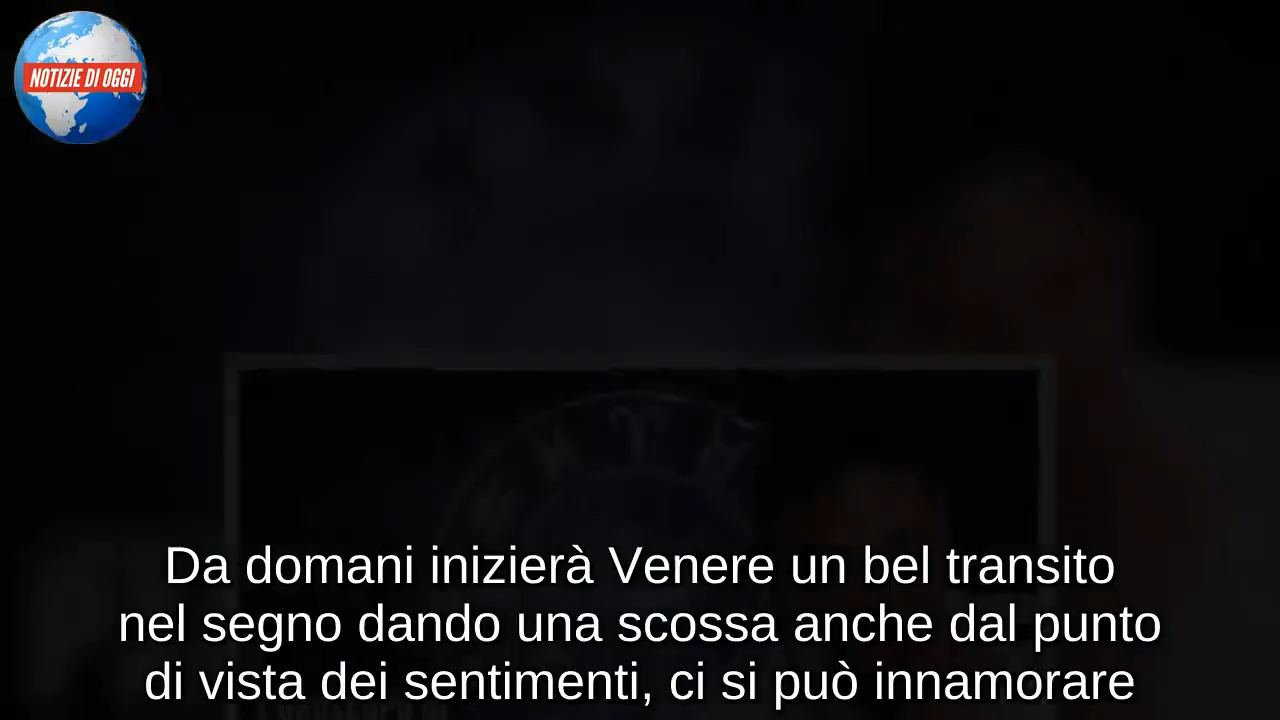 NOTIZIE DI OGGI
Da domani inizierà Venere un bel transito
nel segno dando una scossa anche dal punto
di vista dei sentimenti, ci si può innamorare